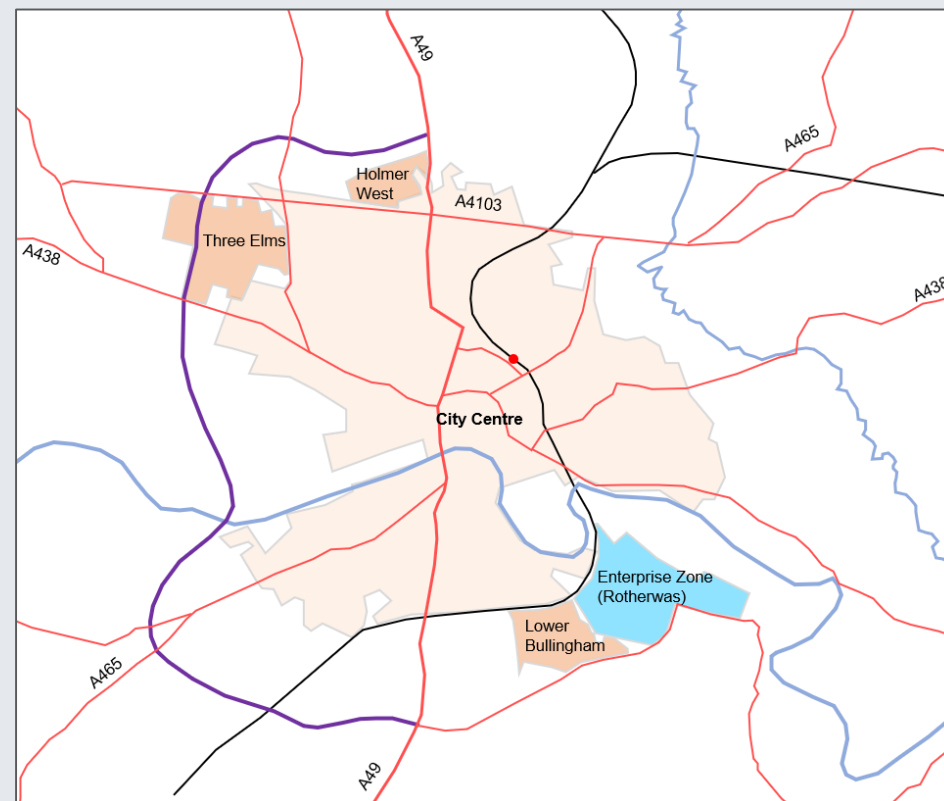 A49
A465
Holmer
West
A4103
Three Elms
A438
A438
City Centre
Enterprise Zone
(Rotherwas)
Lower
Bullingham
A465
A49